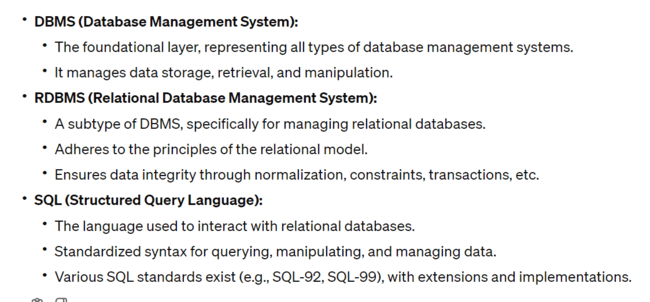 • DBMS (Database Management System):
• The foundational layer, representing all types of database management systems.
• It manages data storage, retrieval, and manipulation.
• RDBMS (Relational Database Management System):
• A subtype of DBMS, specifically for managing relational databases.
• Adheres to the principles of the relational model.
• Ensures data integrity through normalization, constraints, transactions, etc.
• SQL (Structured Query Language):
• The language used to interact with relational databases.
• Standardized syntax for querying, manipulating, and managing data.
• Various SQL standards exist (e.g., SQL-92, SQL-99), with extensions and implementations.